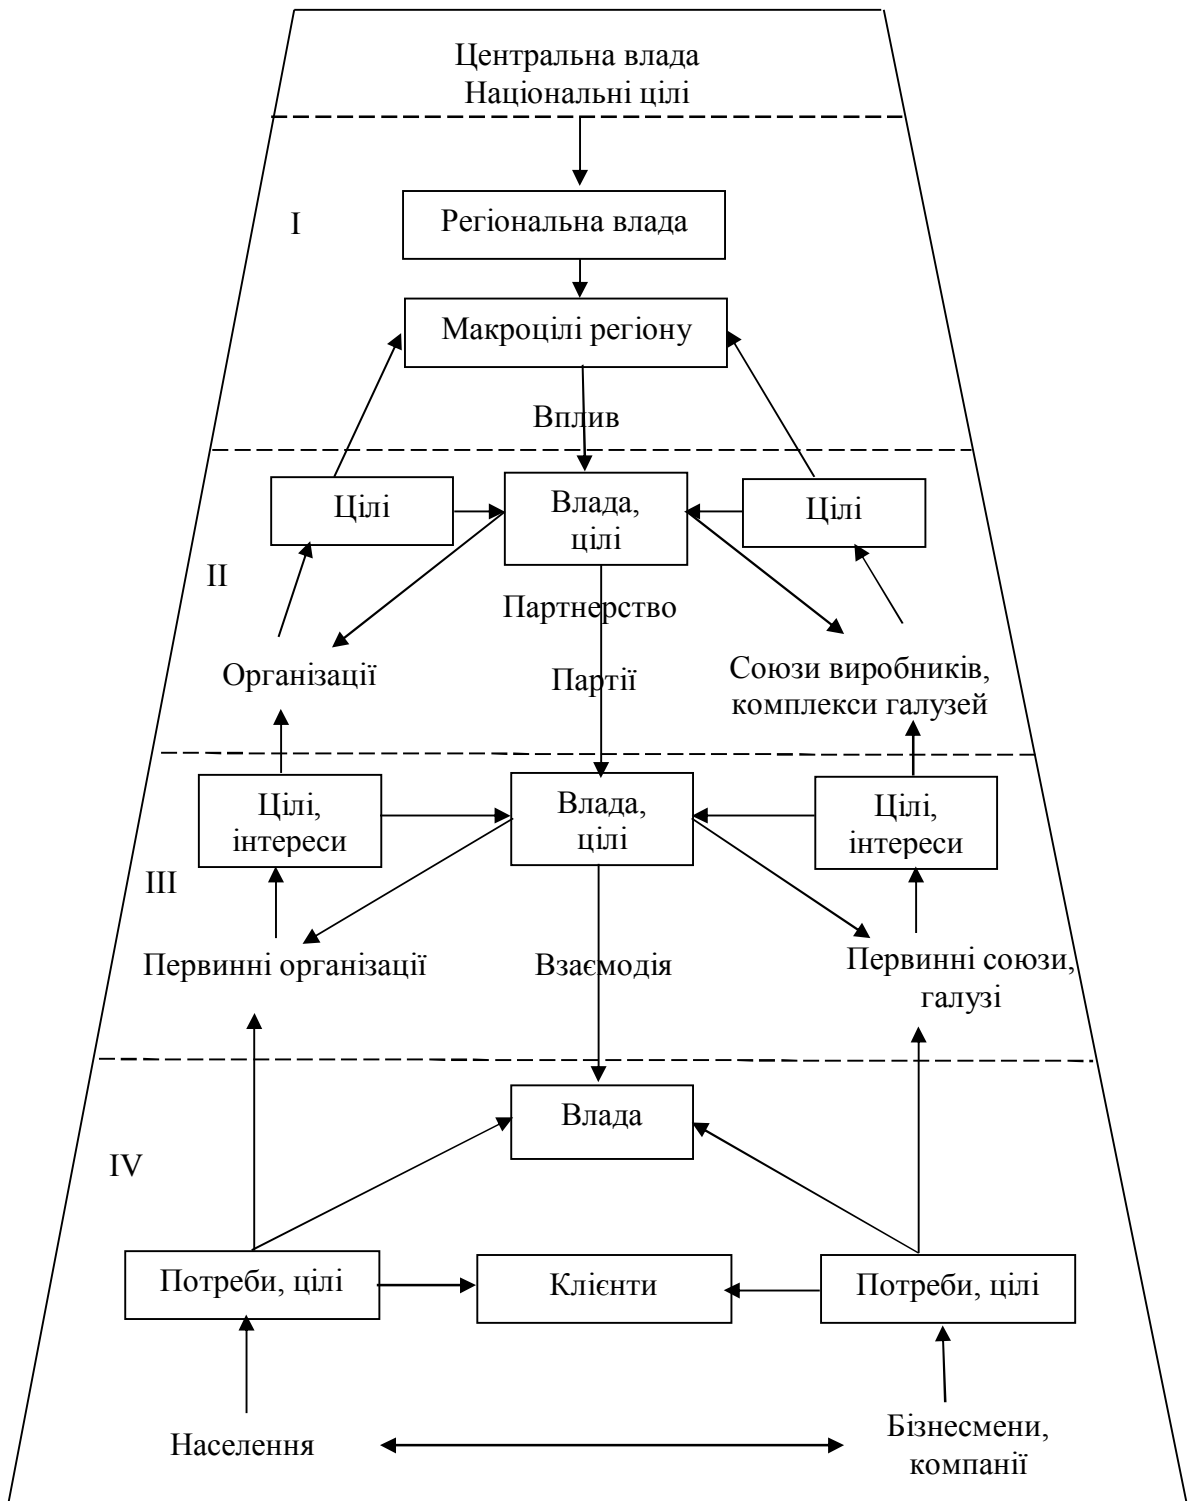 Центральна влада
Національні цілі
I
Регіональна влада
Макроцілі регіону
Вплив
Цілі
Влада,
цілі
Цілі
II
Партнерство
Організації
Партії
Союзи виробників,
комплекси галузей
Цілі,
інтереси
Влада,
цілі
Цілі,
інтереси
III
Первинні організації
Взаємодія
Первинні союзи,
галузі
Влада
IV
Потреби, цілі
Клієнти
Потреби, цілі
Населення
Бізнесмени,
компанії